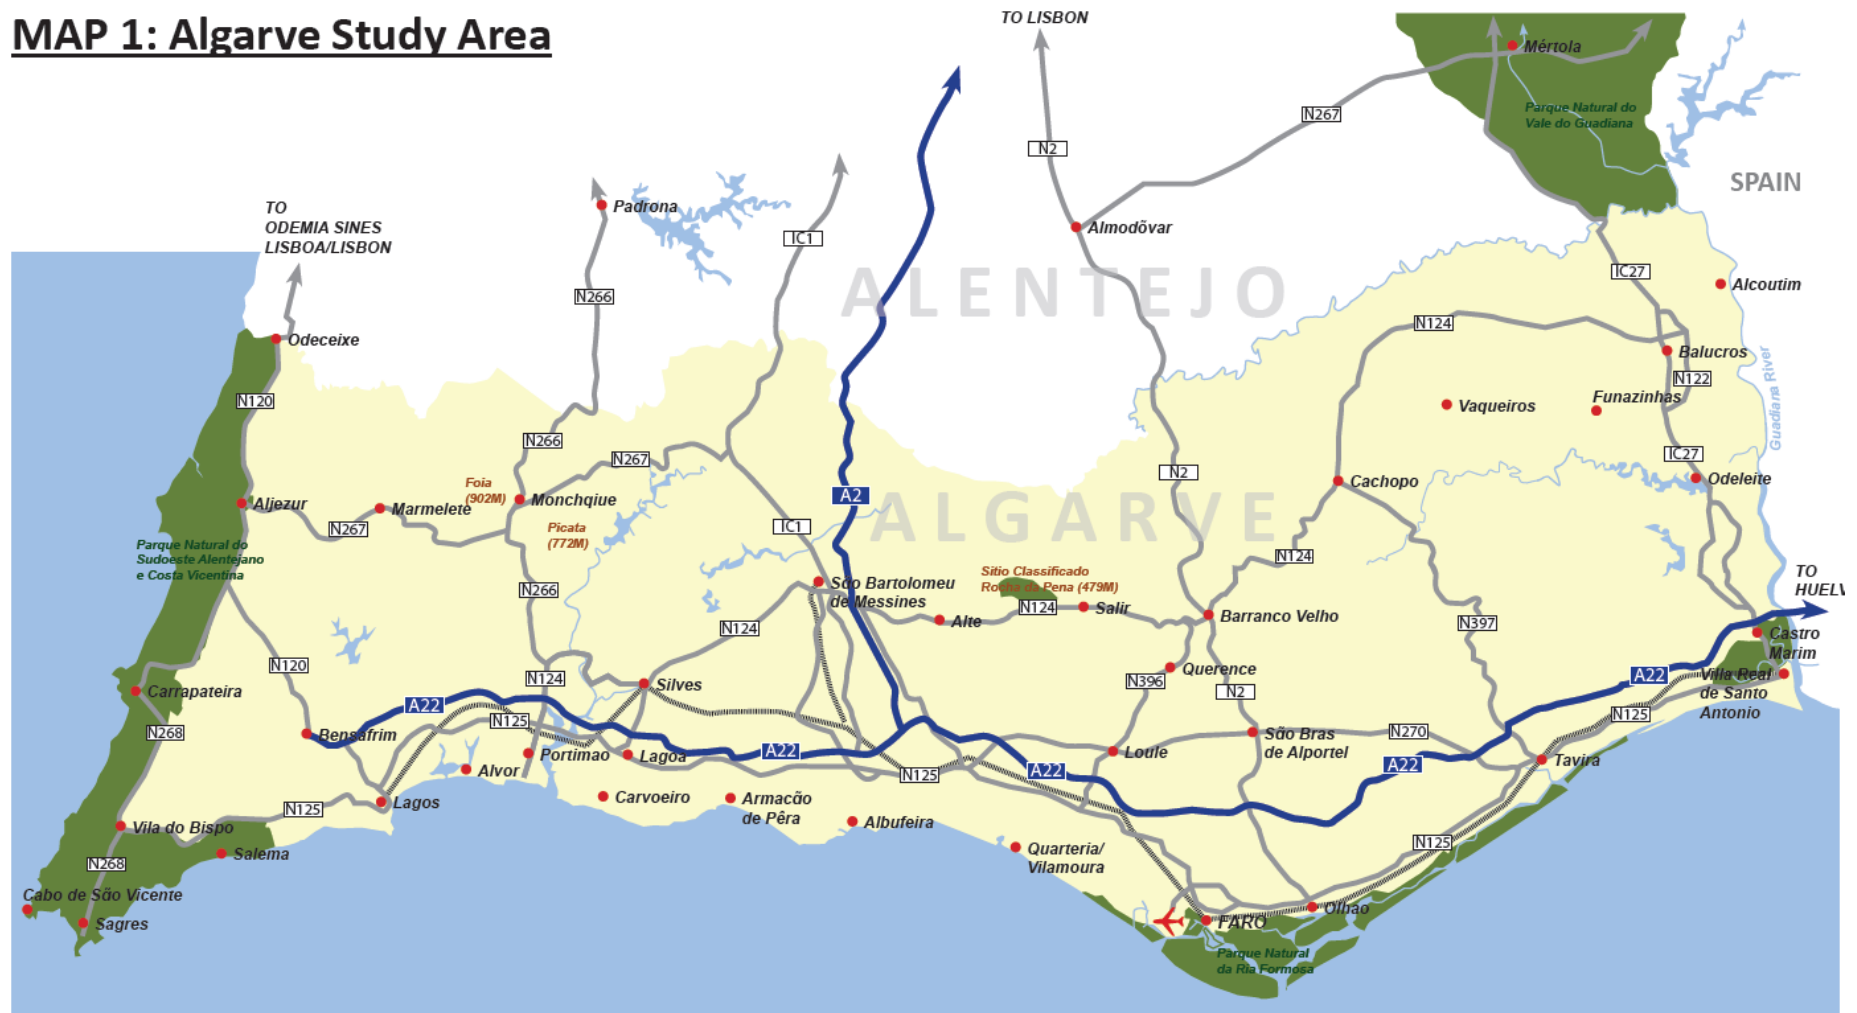 MAP 1: Algarve Study Area
TO LISBON
Mértola
Parque Natural do
Vale do Guadiana
N267
N2
SPAIN
TO
ODEMIA SINES
LISBOA/LISBON
Padrona
IC1
Almodõvar
N266
ALENTEJO
IC27
Alcoutim
Odeceixe
N124
Balucros
Guadiana River
N122
N120
Funazinhas
Vaqueiros
N266
N267
IC27
N2
Foia
(902M)
Monchqiue
A2
Cachopo
Odeleite
Aljezur
Marmelete
N267
ALGARVE
Picata
(772M)
IC1
Parque Natural do
Sudoeste Alentejano
e Costa Vicentina
N124
Sitio Classificado
Rocha da Pena (479M)
TO
HUELV
N266
São Bartolomeu
de Messines
N124
Salir
Alte
Barranco Velho
N124
N397
Castro
Marim
N120
Querence
N396
N124
Silves
N2
A22
Villa Real
de Santo
Antonio
Carrapateira
A22
N125
N125
N268
Bensafrim
N270
São Bras
de Alportel
Portimao
Lagoa
A22
Loule
Tavira
Alvor
N125
A22
A22
Lagos
N125
Carvoeiro
Armacão
de Pêra
Albufeira
Vila do Bispo
N125
Salema
Quarteria/
Vilamoura
N268
Cabo de São Vicente
Sagres
Olhao
FARO
Parque Natural
da Ria Formosa